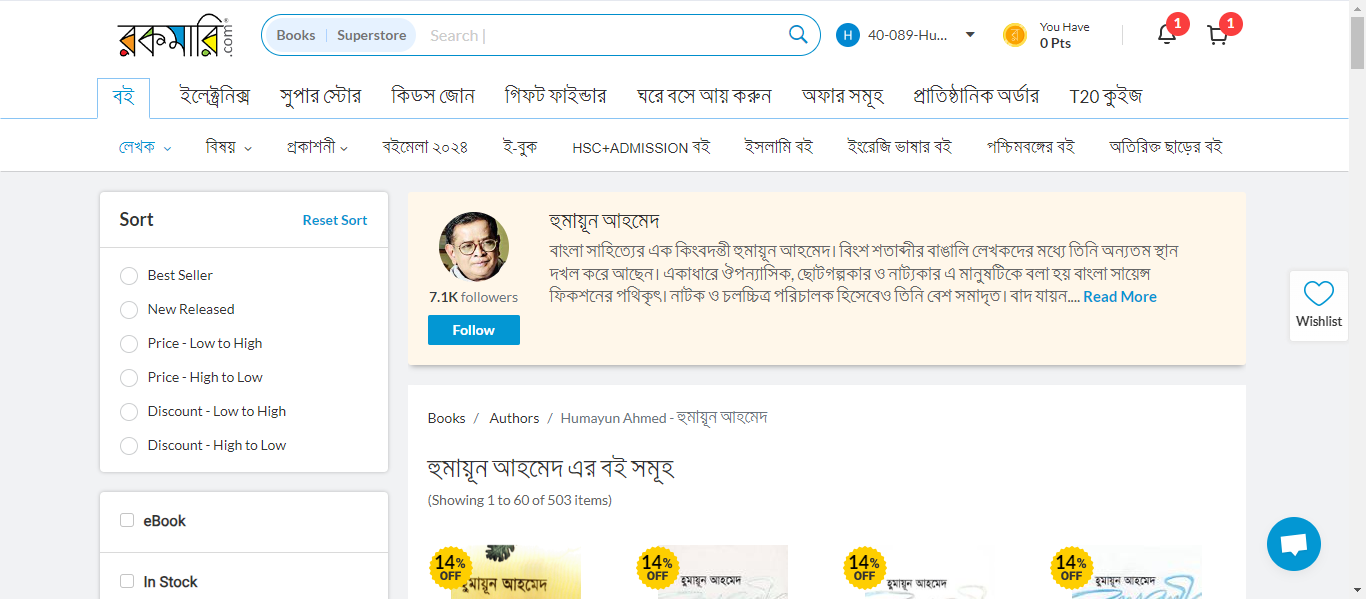 রকমারি.com
Books | Superstore Search | H 40-089-Hu... You Have
0 Pts 1 1
বই ইলেক্ট্রনিক্স সুপার স্টোর কিডস জোন গিফট ফাইন্ডার ঘরে বসে আয় করুন অফার সমূহ প্রাতিষ্ঠানিক অর্ডার T20 কুইজ
লেখক বিষয় প্রকাশনী বইমেলা ২০২৪ ই-বুক HSC+ADMISSION বই ইসলামি বই ইংরেজি ভাষার বই পশ্চিমবঙ্গের বই অতিরিক্ত ছাড়ের বই
Sort Reset Sort
Best Seller
New Released
Price - Low to High
Price - High to Low
Discount - Low to High
Discount - High to Low
eBook
In Stock
7.1K followers
Follow
হুমায়ূন আহমেদ
বাংলা সাহিত্যের এক কিংবদন্তী হুমায়ূন আহমেদ। বিংশ শতাব্দীর বাঙালি লেখকদের মধ্যে তিনি অন্যতম স্থান
দখল করে আছেন। একাধারে ঔপন্যাসিক, ছোটগল্পকার ও নাট্যকার এ মানুষটিকে বলা হয় বাংলা সায়েন্স
ফিকশনের পথিকৃৎ। নাটক ও চলচ্চিত্র পরিচালক হিসেবেও তিনি বেশ সমাদৃত। বাদ যায়ন.... Read More
Wishlist
Books / Authors / Humayun Ahmed - হুমায়ূন আহমেদ
হুমায়ূন আহমেদ এর বই সমূহ
(Showing 1 to 60 of 503 items)
14% OFF হুমায়ূন আহমেদ
14% OFF হুমায়ূন আহমেদ
14% OFF হুমায়ূন আহমেদ
14% OFF হুমায়ূন আহমেদ